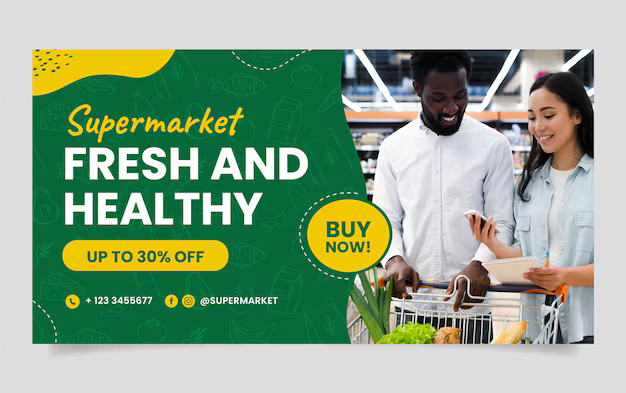 Supermarket
FRESH AND
HEALTHY
UP TO 30% OFF
BUY
NOW!
+ 123 3455677
@SUPERMARKET